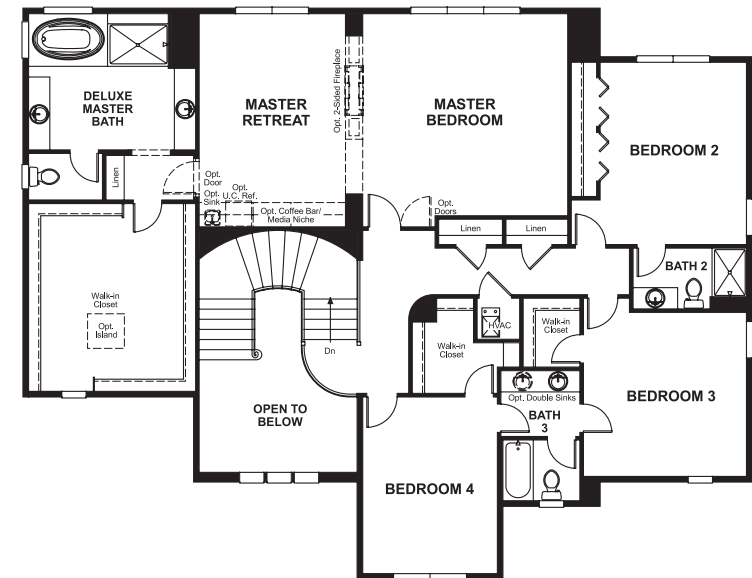 DELUXE
MASTER
BATH
MASTER
RETREAT
Opt. 2-Sided Fireplace
MASTER
BEDROOM
BEDROOM 2
Linen
Opt.
Door
Opt.
Sink
Opt.
U.C. Ref.
Opt. Coffee Bar/
Media Niche
Opt.
Doors
Linen
Linen
BATH 2
Walk-in
Closet
Opt.
Island
Dn
HVAC
Walk-in
Closet
Walk-in
Closet
OPEN TO
BELOW
Opt. Double Sinks
BATH
3
BEDROOM 3
BEDROOM 4